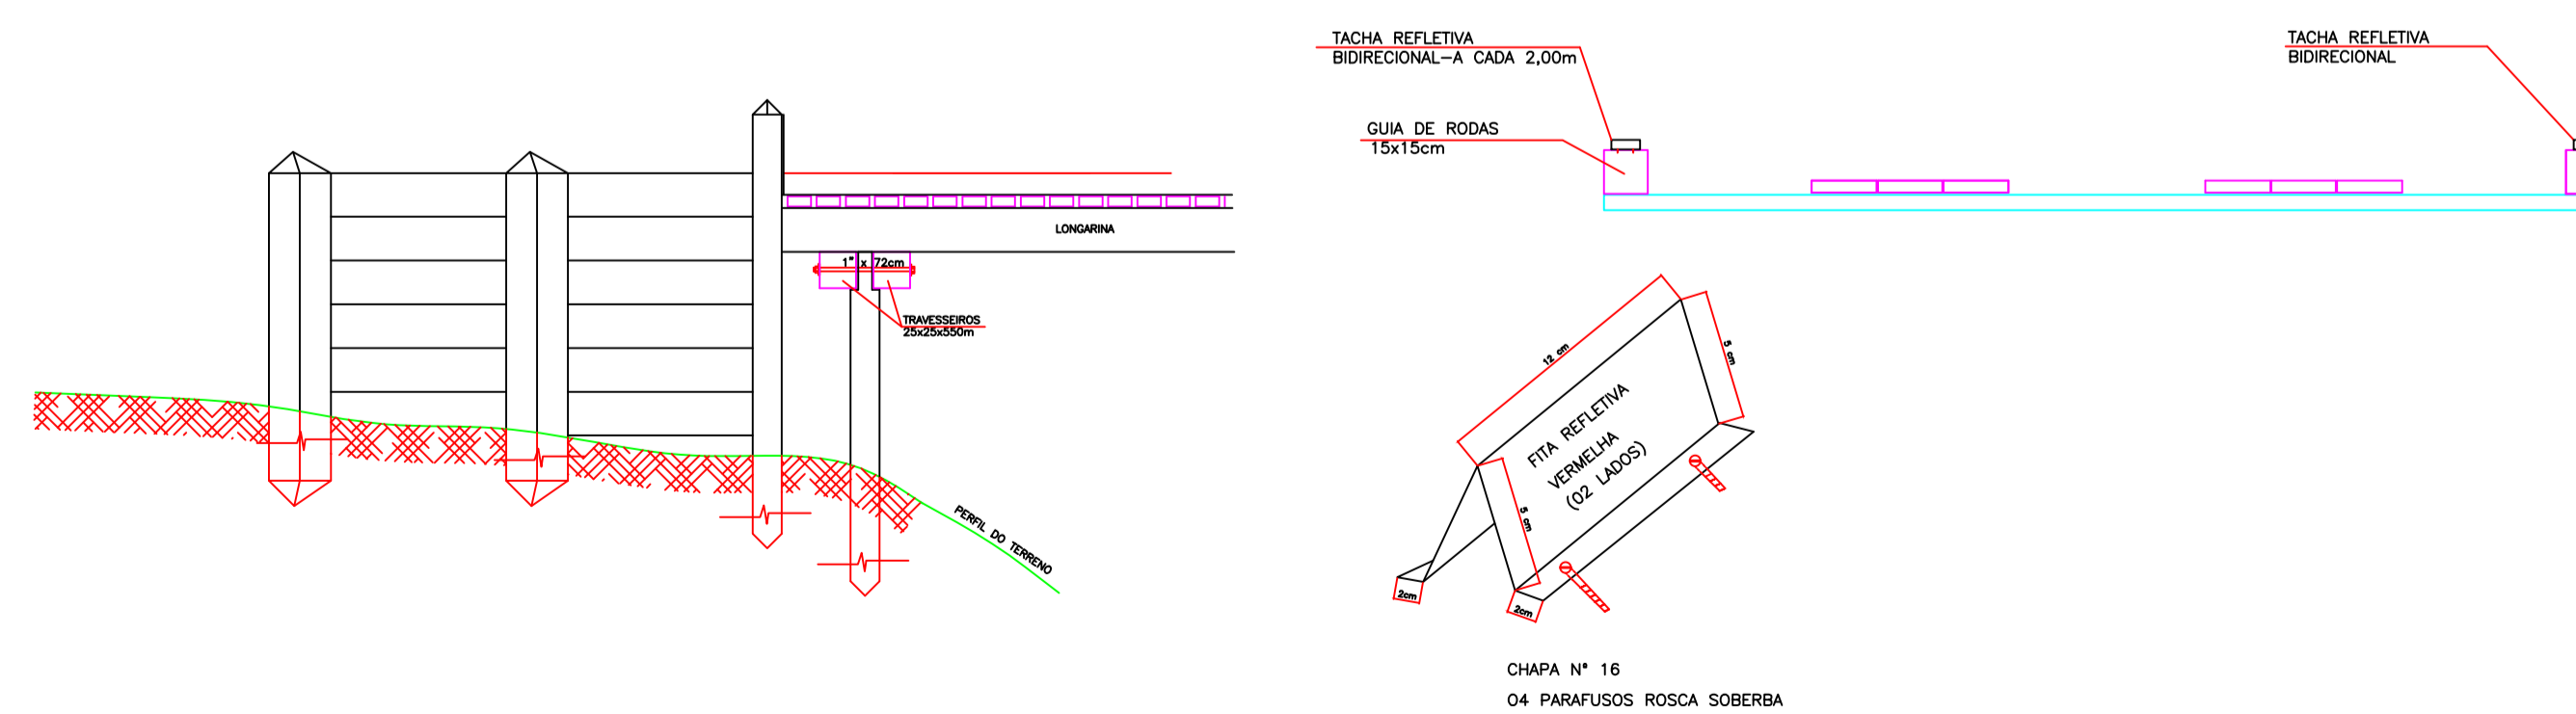 LONGARINA
1" x 72cm
TRAVESSEIROS
25x25x550m
PERFIL DO TERRENO
TACHA REFLETIVA
BIDIRECIONAL-A CADA 2,00m
GUIA DE RODAS
15x15cm
TACHA REFLETIVA
BIDIRECIONAL
12 cm
5 cm
FITA REFLETIVA
VERMELHA
(02 LADOS)
5 cm
2cm
2cm
CHAPA Nº 16
04 PARAFUSOS ROSCA SOBERBA